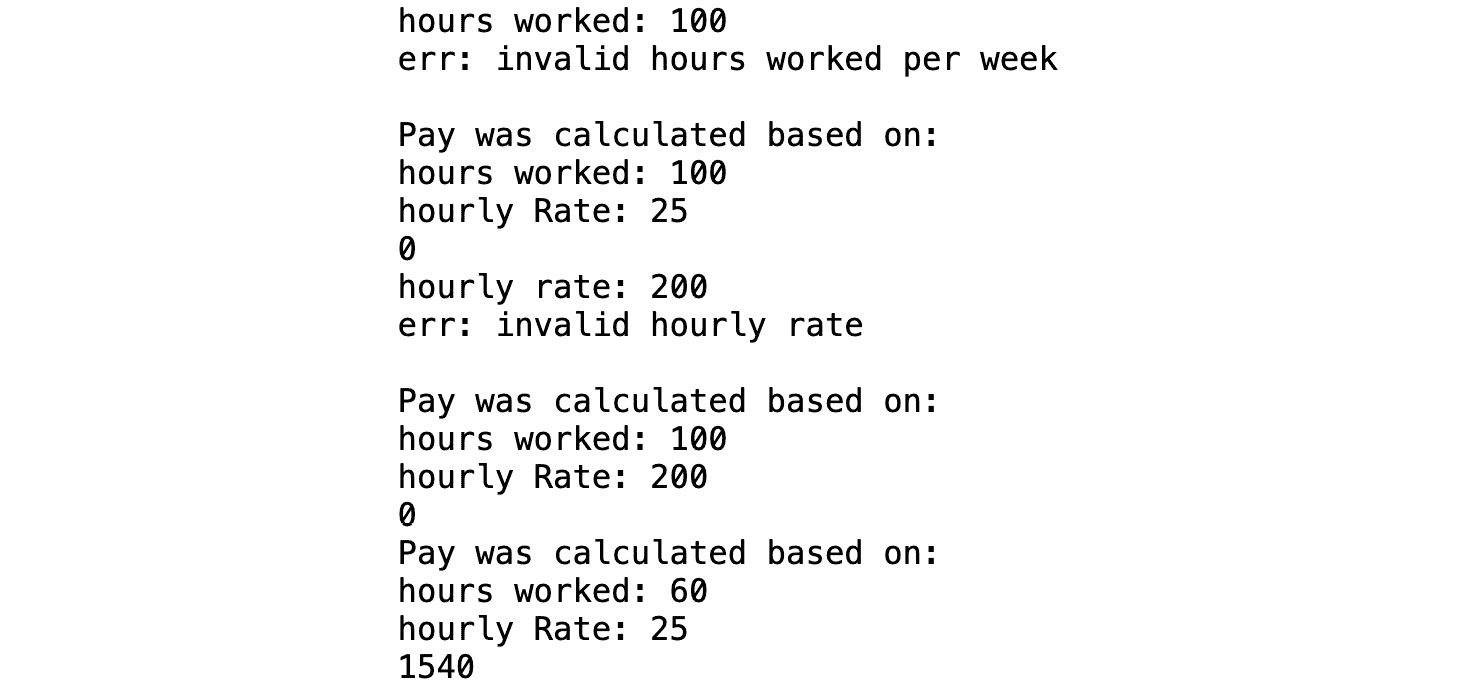 hours worked: 100
err: invalid hours worked per week
Pay was calculated based on:
hours worked: 100
hourly Rate: 25
0
hourly rate: 200
err: invalid hourly rate
Pay was calculated based on:
hours worked: 100
hourly Rate: 200
0
Pay was calculated based on:
hours worked: 60
hourly Rate: 25
1540